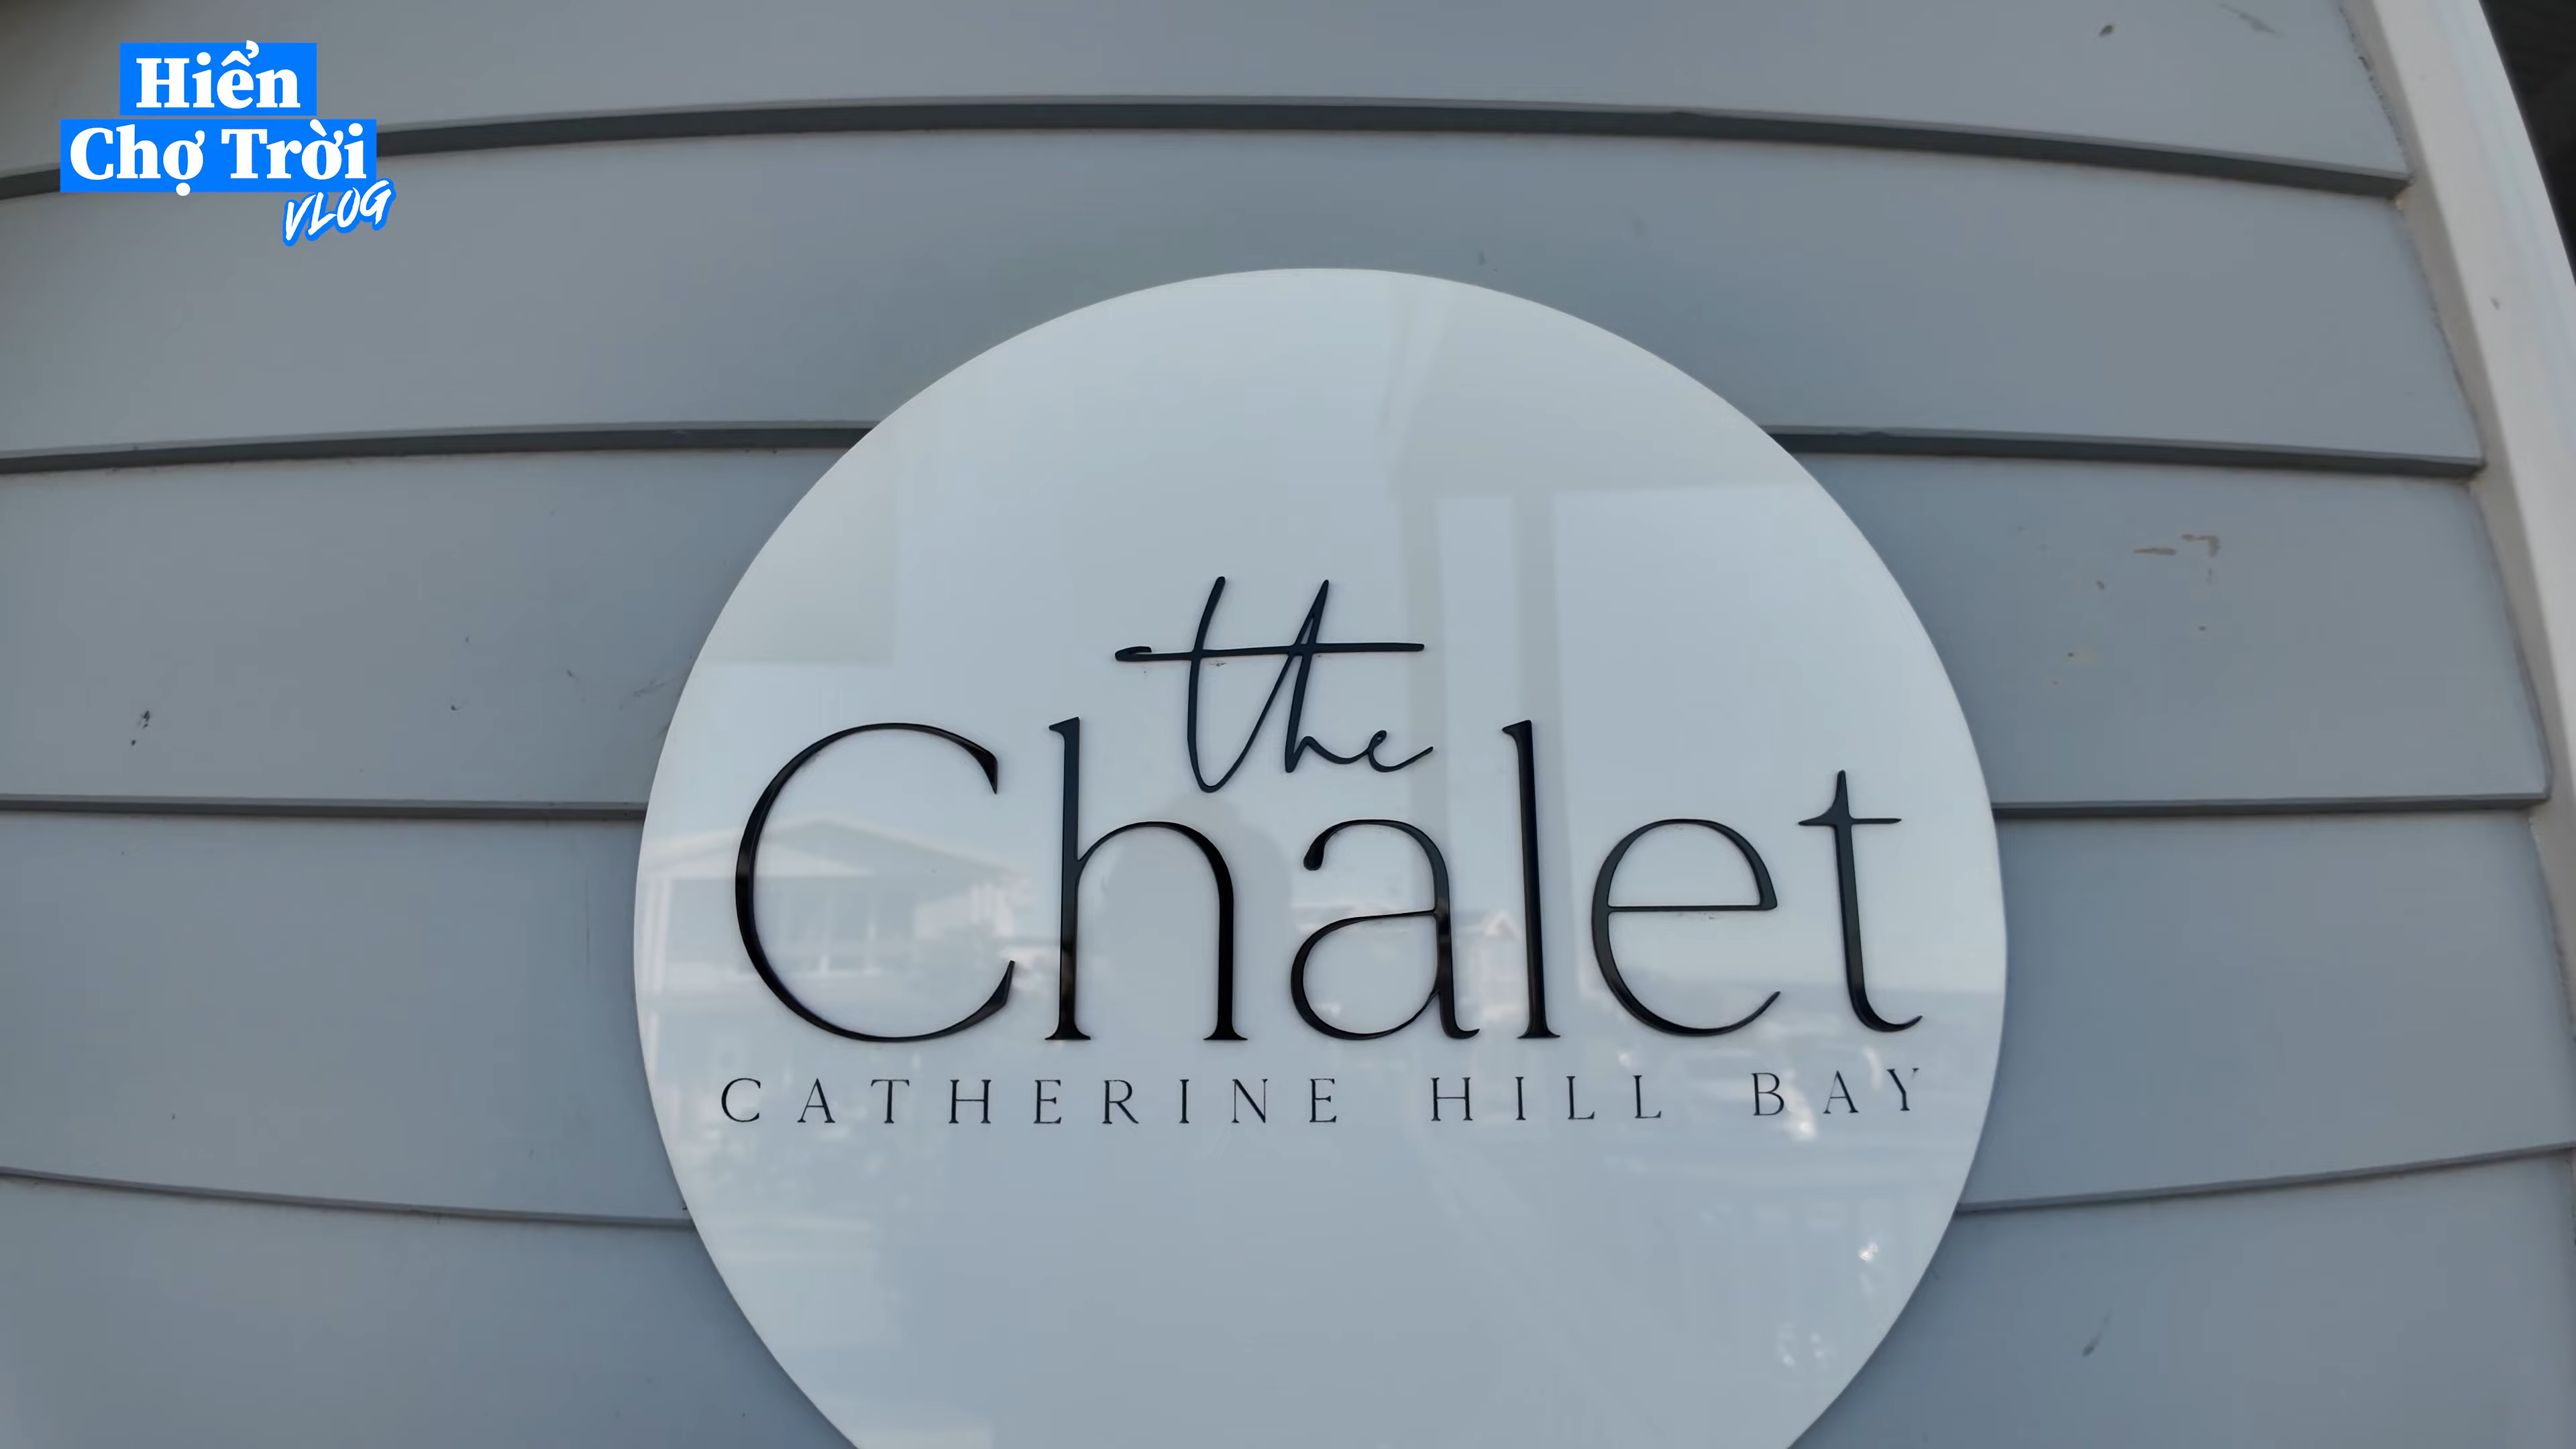 Hiển
Chợ Trời
VLOG
the
Chalet
CATHERINE HILL BAY